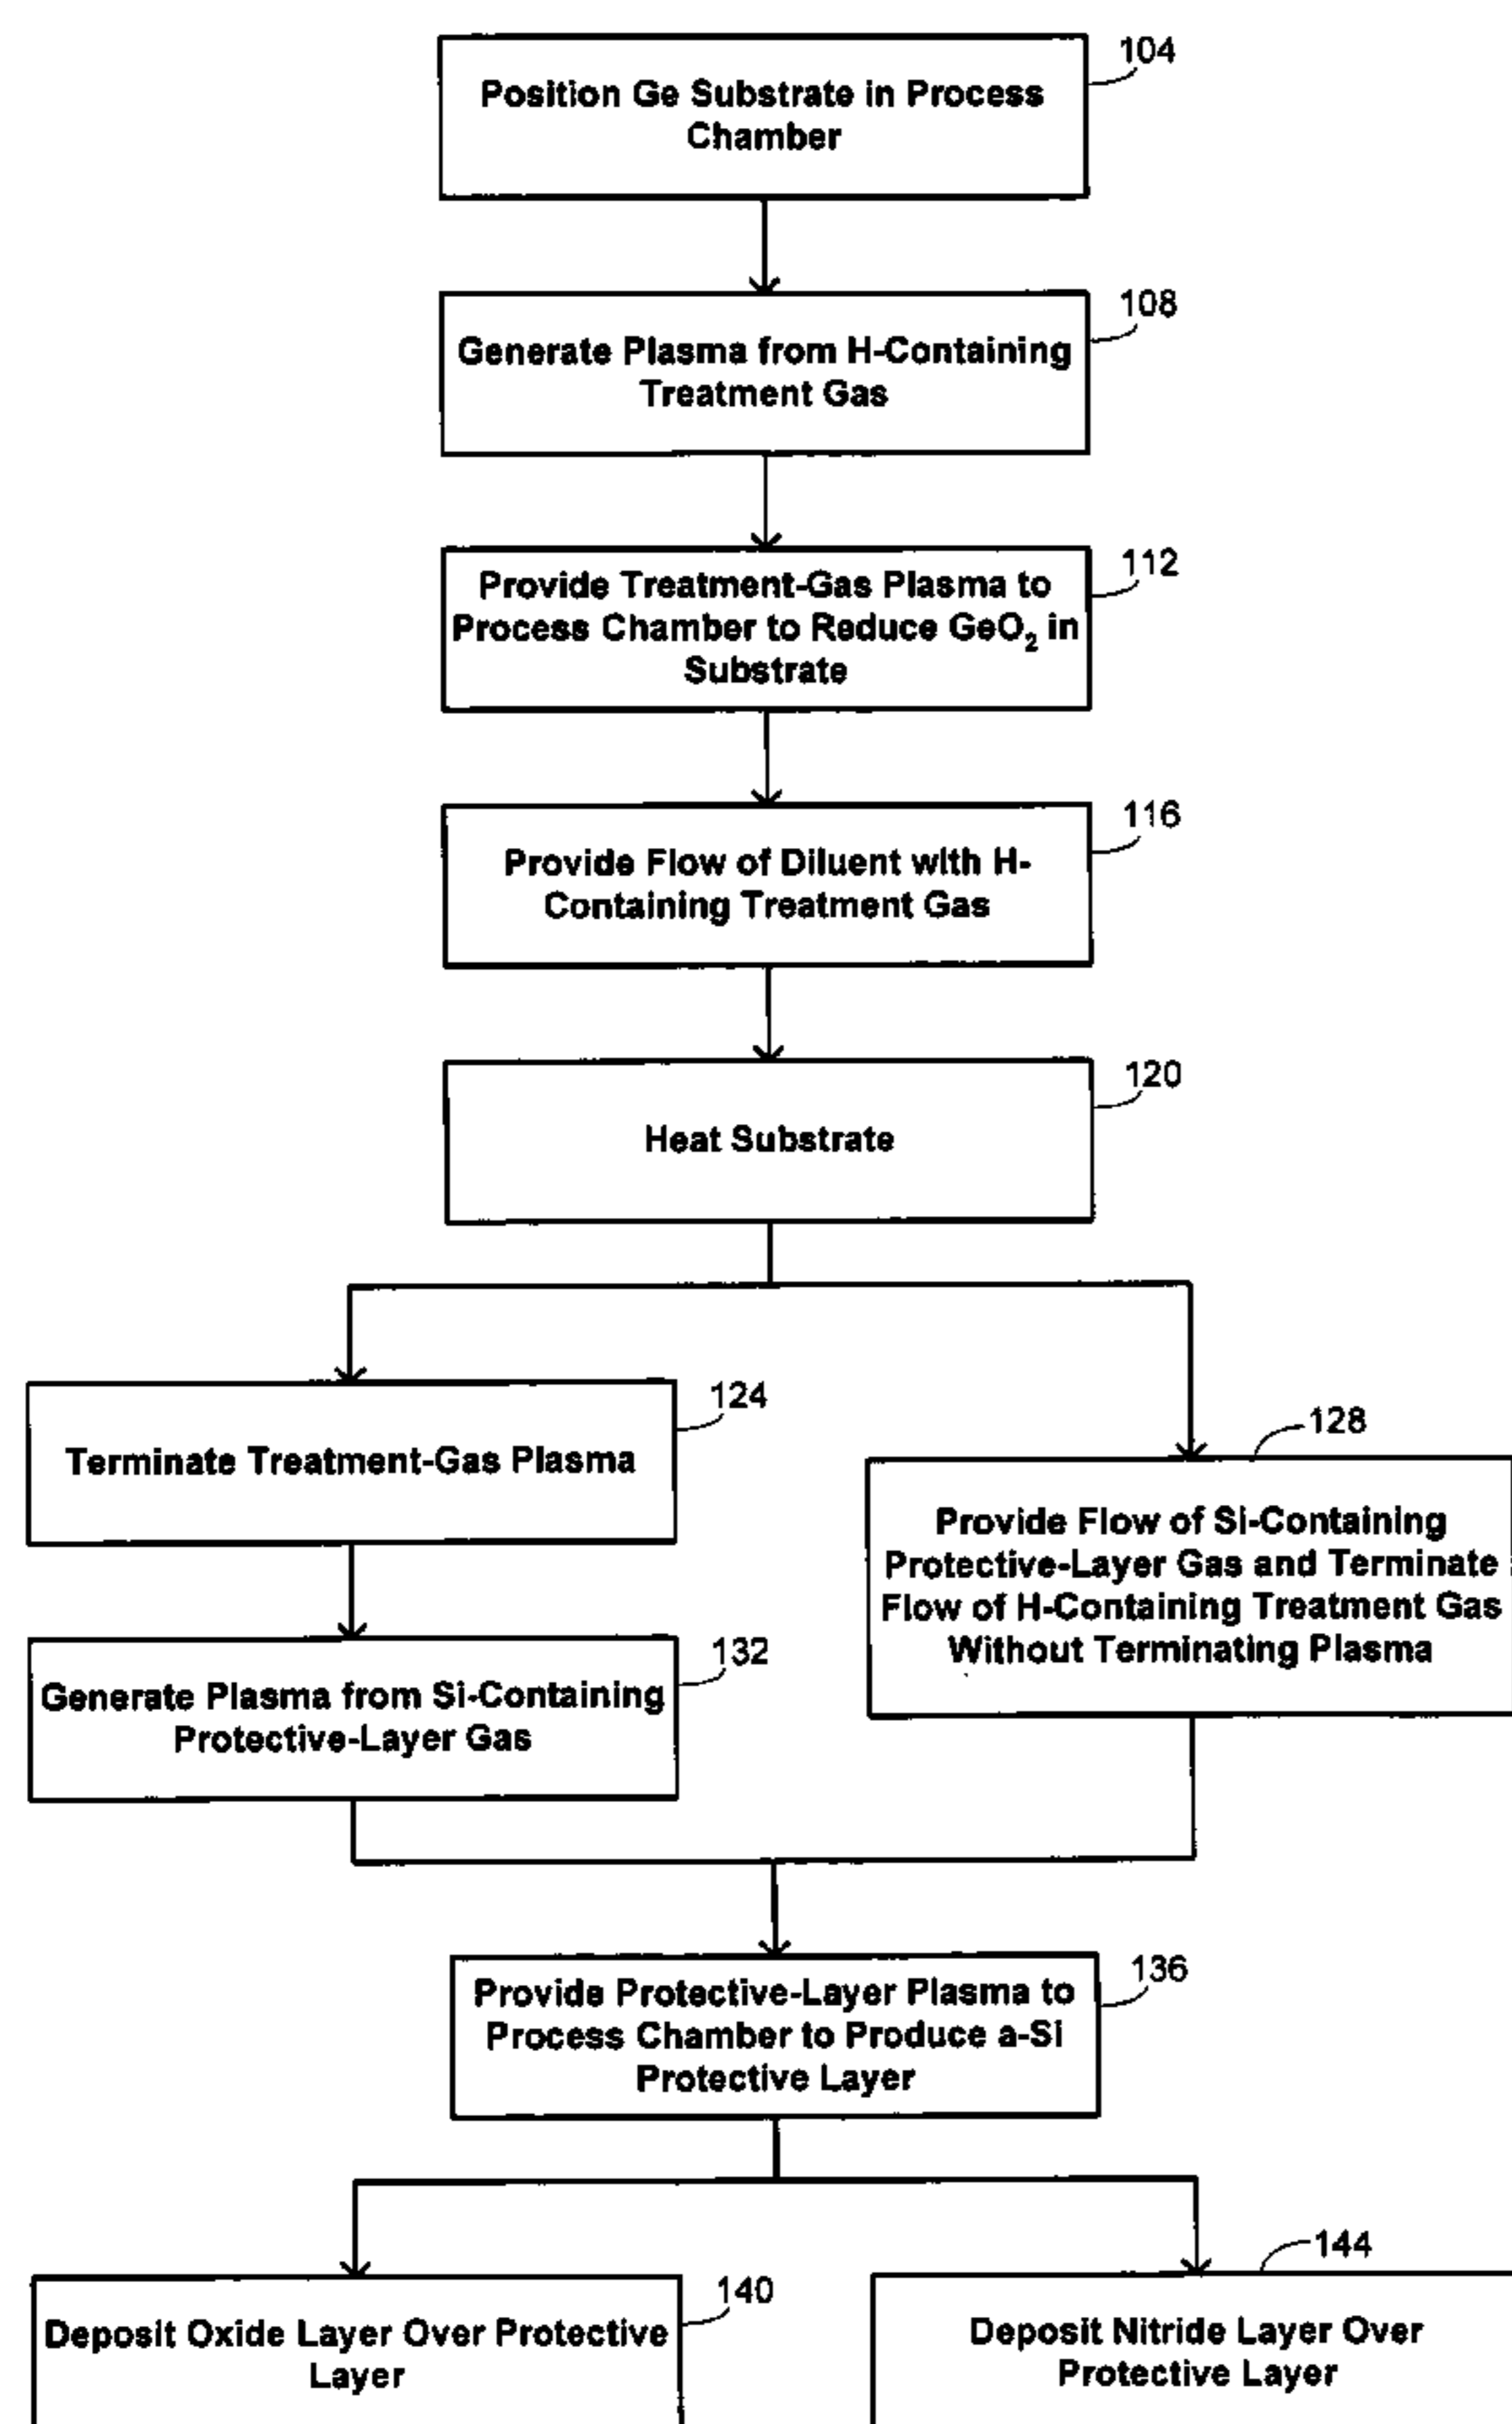 104
Position Ge Substrate in Process
Chamber
108
Generate Plasma from H-Containing
Treatment Gas
112
Provide Treatment-Gas Plasma to
Process Chamber to Reduce GeO₂ in
Substrate
116
Provide Flow of Diluent with H-
Containing Treatment Gas
120
Heat Substrate
124
Terminate Treatment-Gas Plasma
128
Provide Flow of Si-Containing
Protective-Layer Gas and Terminate
Flow of H-Containing Treatment Gas
Without Terminating Plasma
132
Generate Plasma from Si-Containing
Protective-Layer Gas
136
Provide Protective-Layer Plasma to
Process Chamber to Produce a-Si
Protective Layer
140
Deposit Oxide Layer Over Protective
Layer
144
Deposit Nitride Layer Over
Protective Layer